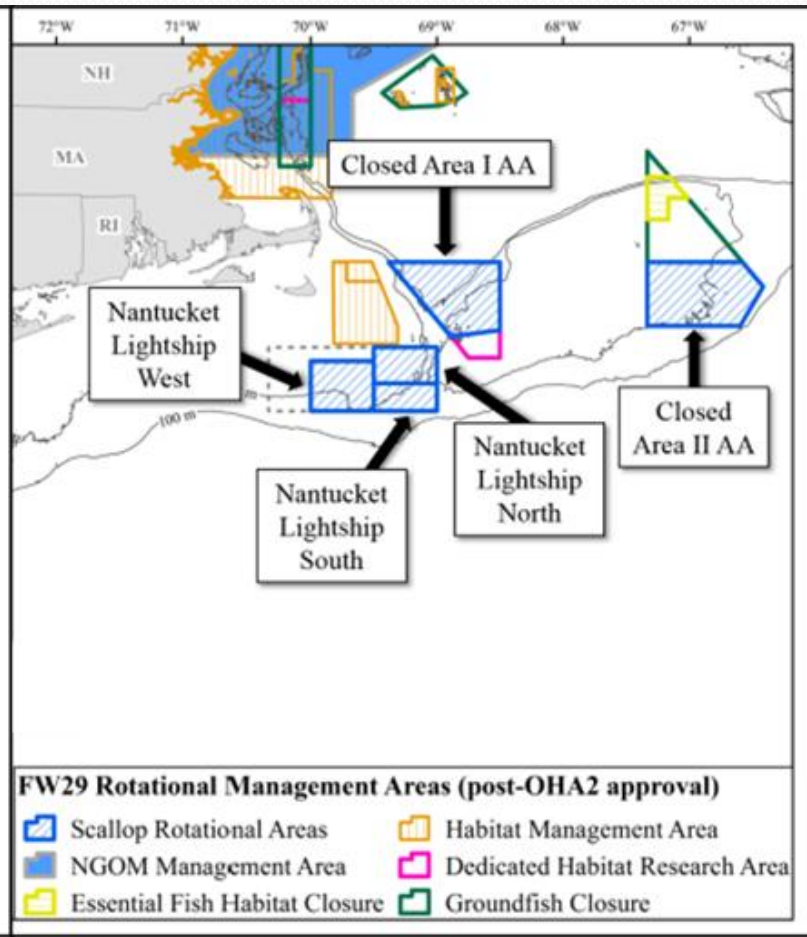 72°W 71°W 70°W 69°W 68°W 67°W
NH
MA
RI
Closed Area I AA
Nantucket
Lightship
West
m
100 m
Closed
Area II AA
Nantucket
Lightship
North
Nantucket
Lightship
South
FW29 Rotational Management Areas (post-OHA2 approval)
Scallop Rotational Areas
Habitat Management Area
NGOM Management Area
Dedicated Habitat Research Area
Essential Fish Habitat Closure
Groundfish Closure